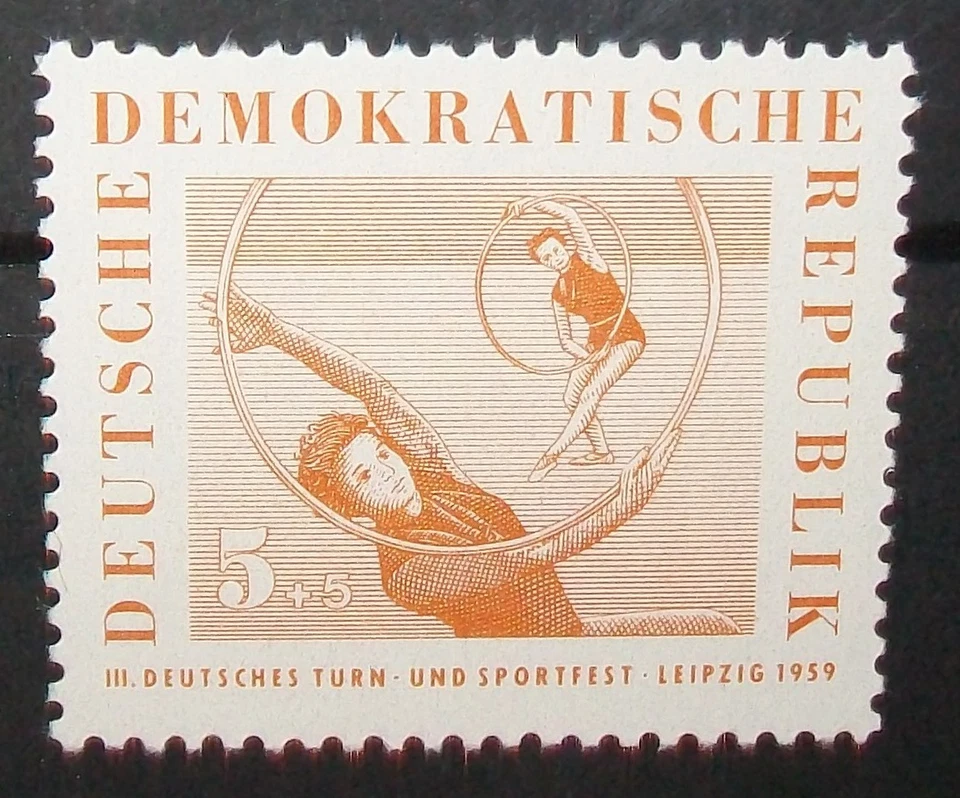 DEUTSCHE
DEMOKRATISCHE
REPUBLIK
5+5
III. DEUTSCHES TURN- UND SPORTFEST · LEIPZIG 1959